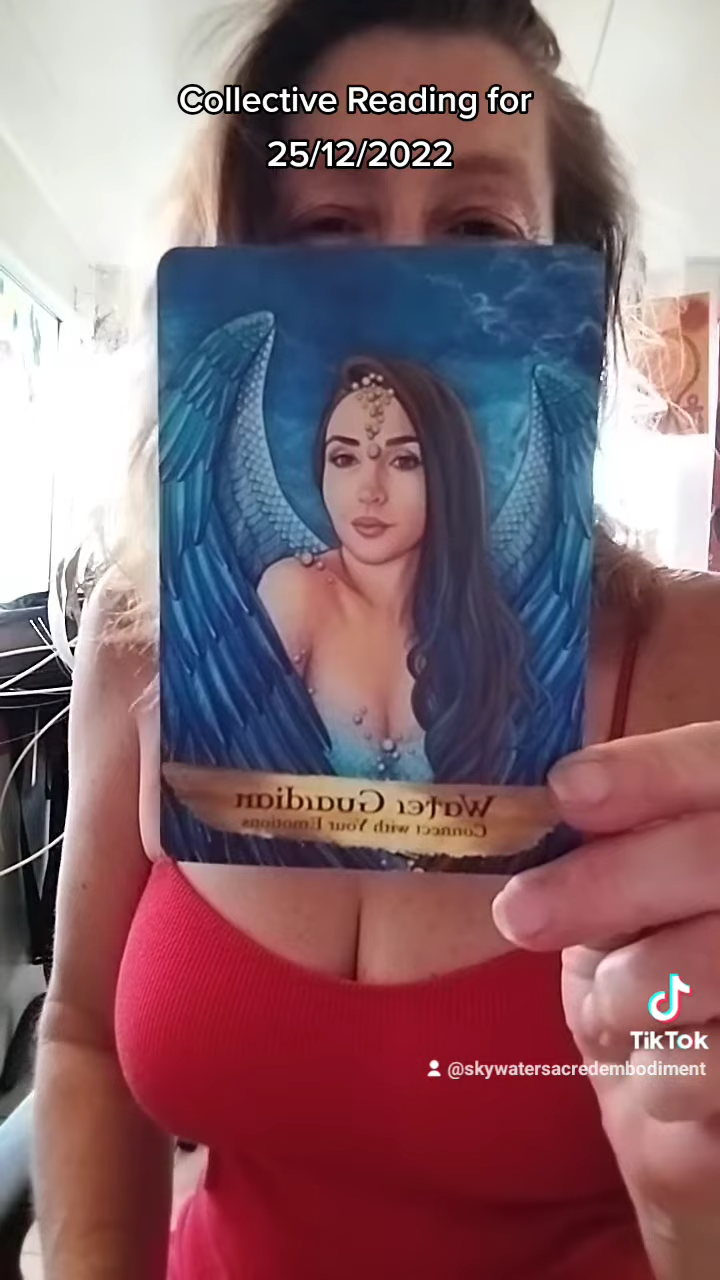 Collective Reading for
25/12/2022
Water Guardian
Connect with Your Emotions
TikTok
@skywatersacredembodiment